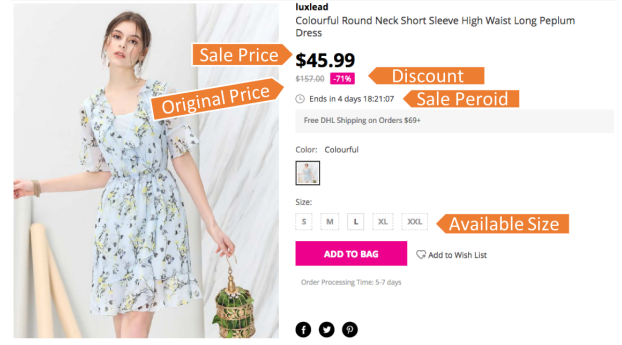 luxlead
Colourful Round Neck Short Sleeve High Waist Long Peplum
Dress
Sale Price
$45.99
$157.00 -71%
Discount
Original Price
Ends in 4 days 18:21:07
Sale Peroid
Free DHL Shipping on Orders $69+
Color: Colourful
Size:
S M L XL XXL
Available Size
ADD TO BAG
Add to Wish List
Order Processing Time: 5-7 days